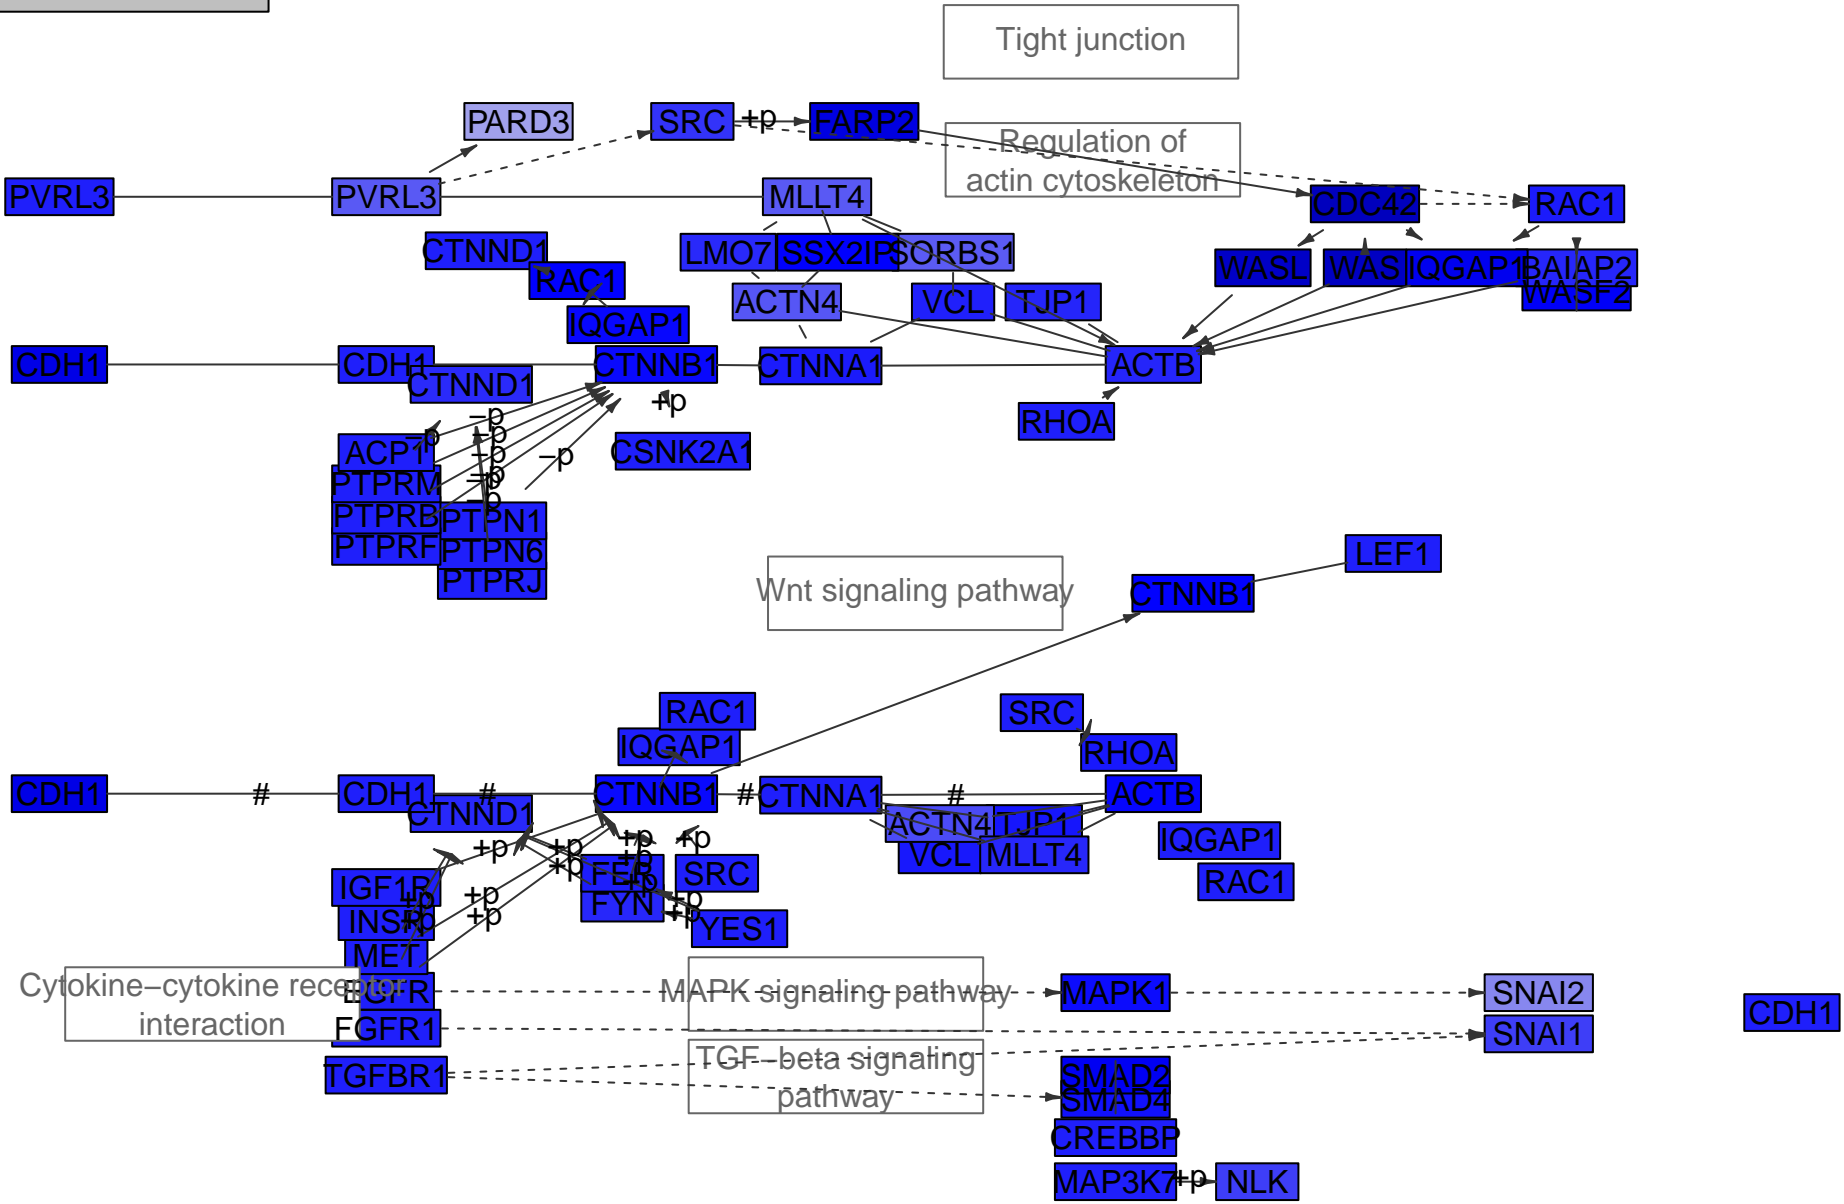 Tight junction
PARD3
SRC
+p
FARP2
Regulation of
actin cytoskeleton
PVRL3
PVRL3
MLLT4
CDC42
RAC1
CTNND1
LMO7
SSX2IP
SORBS1
WASL
WAS
IQGAP1
BAIAP2
RAC1
ACTN4
VCL
TJP1
WASF2
IQGAP1
CDH1
CDH1
CTNNB1
CTNNA1
ACTB
CTNND1
+p
RHOA
−p
−p
−p
ACP1
CSNK2A1
−p
−p
PTPRM
−p
−p
−p
PTPRB
PTPN1
PTPRF
PTPN6
PTPRJ
LEF1
Wnt signaling pathway
CTNNB1
RAC1
SRC
IQGAP1
RHOA
CDH1
#
CDH1
#
CTNNB1
#
CTNNA1
#
ACTB
CTNND1
ACTN4
TJP1
+p
+p
+p
+p
IQGAP1
+p
+p
VCL
MLLT4
FER
SRC
RAC1
IGF1R
+p
+p
+p
+p
FYN
INSR
+p
+p
+p
YES1
MET
Cytokine−cytokine receptor
interaction
EGFR
MAPK signaling pathway
MAPK1
SNAI2
CDH1
FGFR1
SNAI1
TGF−beta signaling
pathway
TGFBR1
SMAD2
SMAD4
CREBBP
MAP3K7
+p
NLK